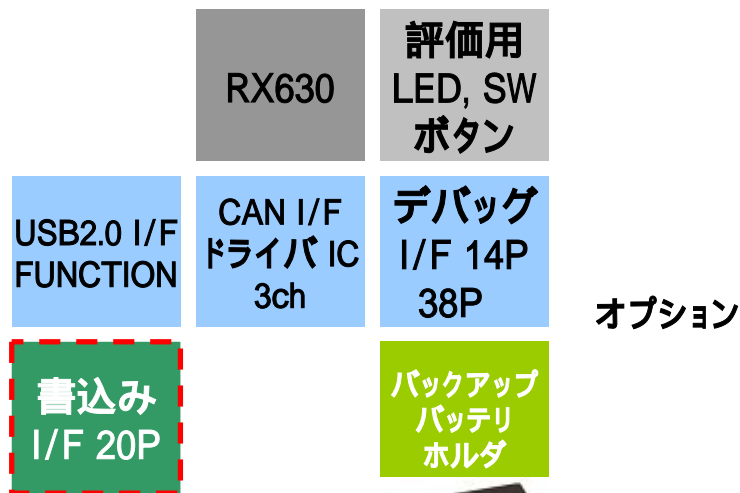 RX630
評価用
LED, SW
ボタン
USB2.0 I/F
FUNCTION
CAN I/F
ドライバ IC
3ch
デバッグ
I/F 14P
38P
オプション
書込み
I/F 20P
バックアップ
バッテリ
ホルダ